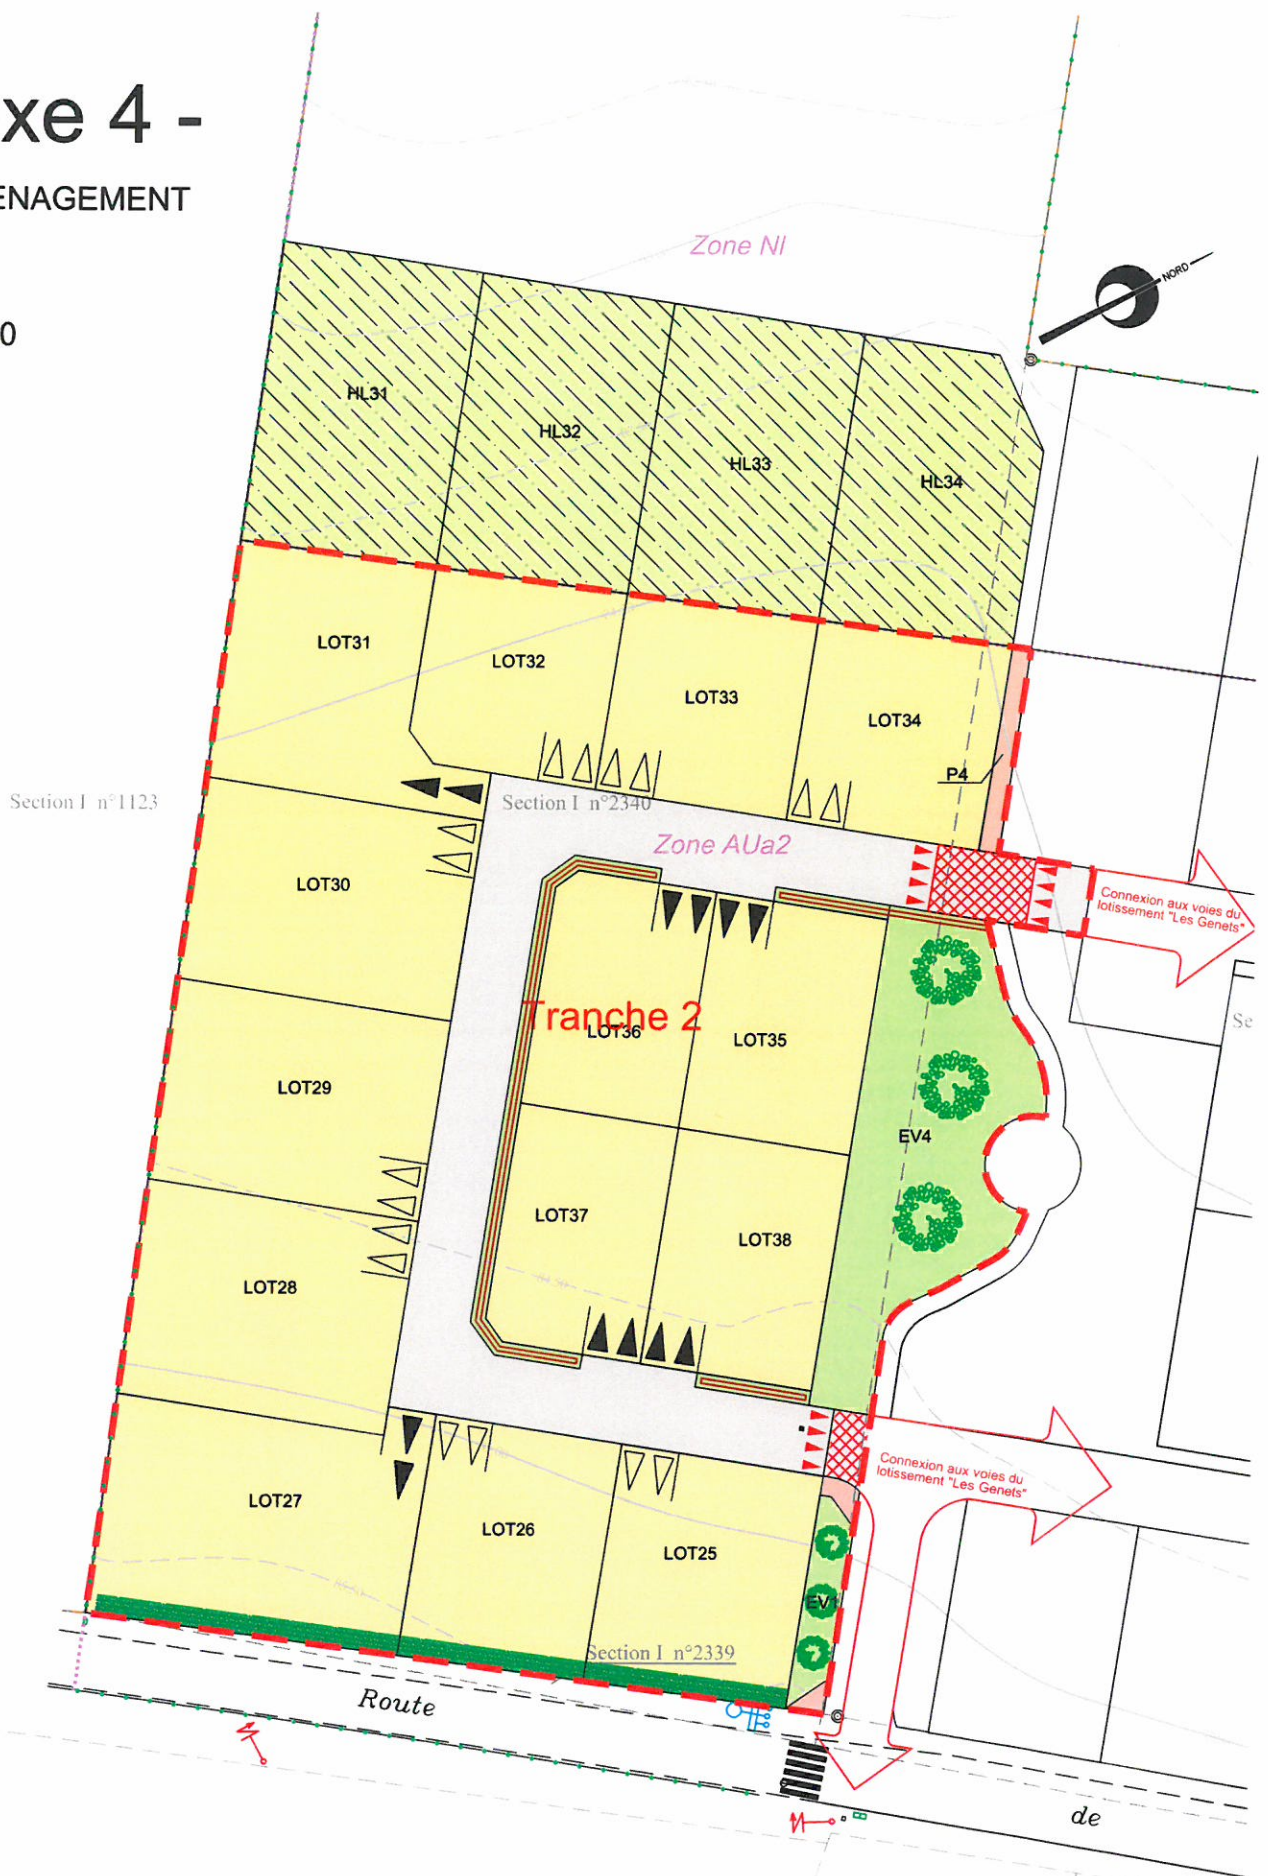 xe 4 -
ENAGEMENT
0
Zone Nl
NORD
HL31
HL32
HL33
HL34
LOT31
LOT32
LOT33
LOT34
P4
Section I n°1123
Section I n°2340
Zone AUa2
Connexion aux voies du
lotissement "Les Genets"
LOT30
Tranche 2
LOT36
LOT35
Se
LOT29
EV4
LOT37
LOT38
LOT28
Connexion aux voies du
lotissement "Les Genets"
LOT27
LOT26
LOT25
EV1
Section I n°2339
Route
de